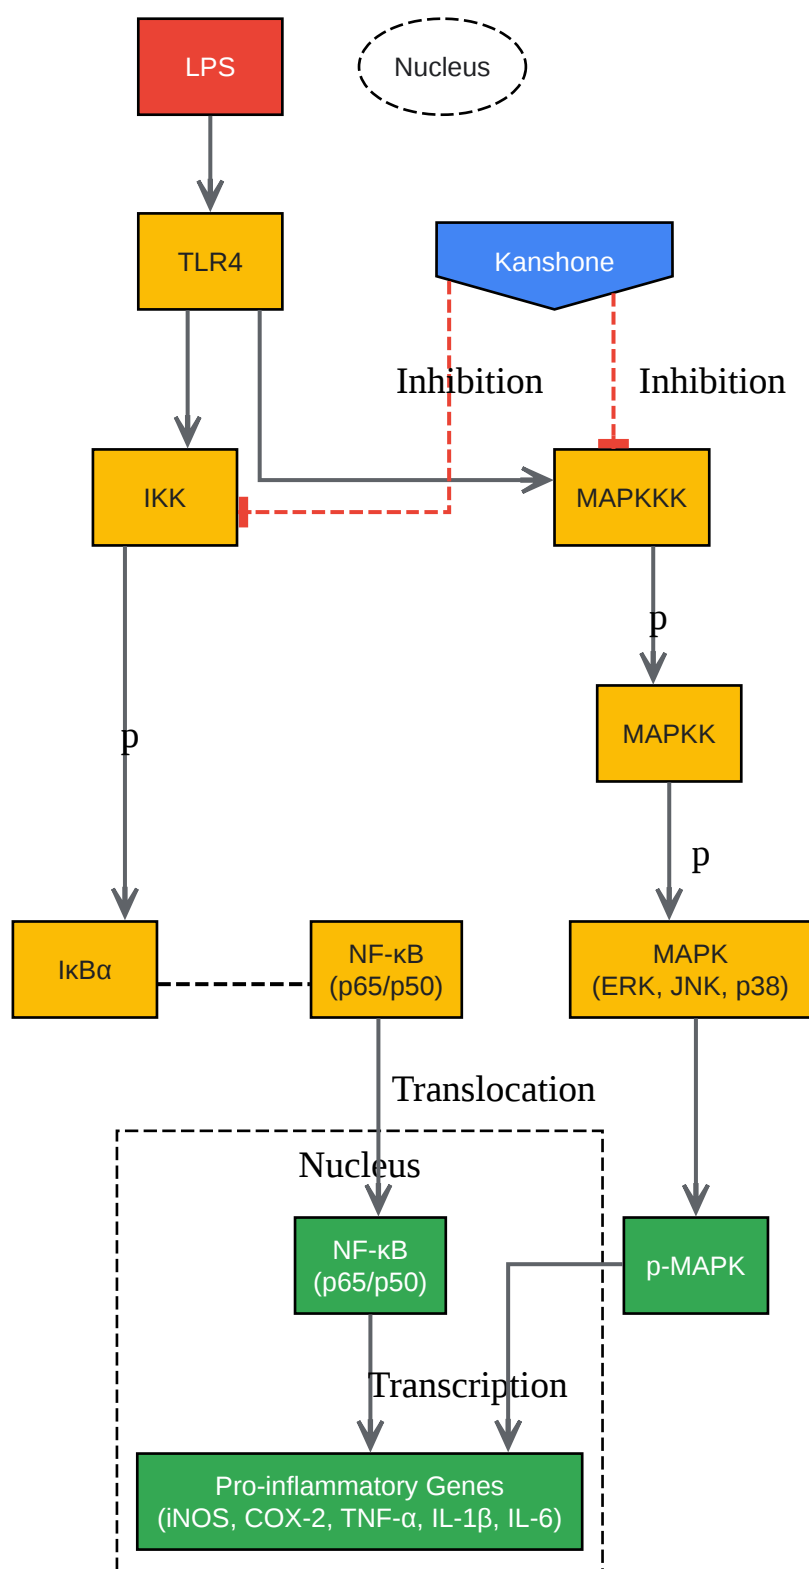 LPS
Nucleus
TLR4
Kanshone
Inhibition
Inhibition
IKK
MAPKKK
p
MAPKK
p
p
IκBα
NF-κB
(p65/p50)
MAPK
(ERK, JNK, p38)
Translocation
Nucleus
NF-κB
(p65/p50)
p-MAPK
Transcription
Pro-inflammatory Genes
(iNOS, COX-2, TNF-α, IL-1β, IL-6)